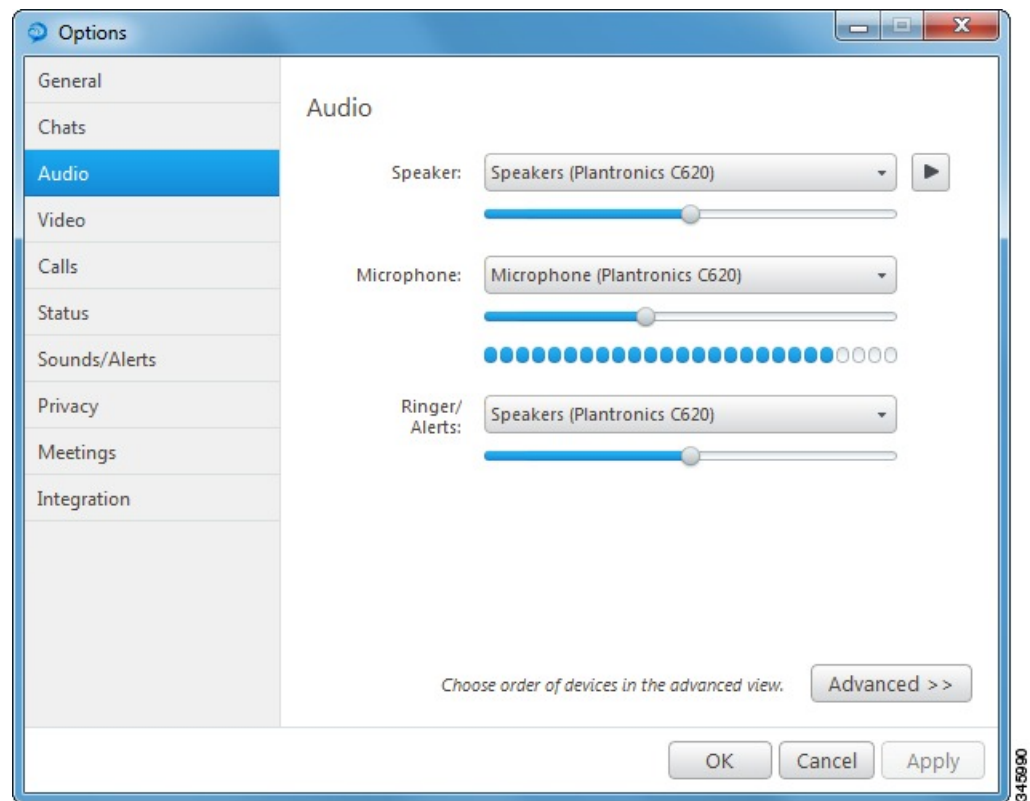 Options
General
Chats
Audio
Video
Calls
Status
Sounds/Alerts
Privacy
Meetings
Integration
Audio
Speaker: Speakers (Plantronics C620)
Microphone: Microphone (Plantronics C620)
Ringer/
Alerts: Speakers (Plantronics C620)
Choose order of devices in the advanced view. Advanced >>
OK Cancel Apply
345990